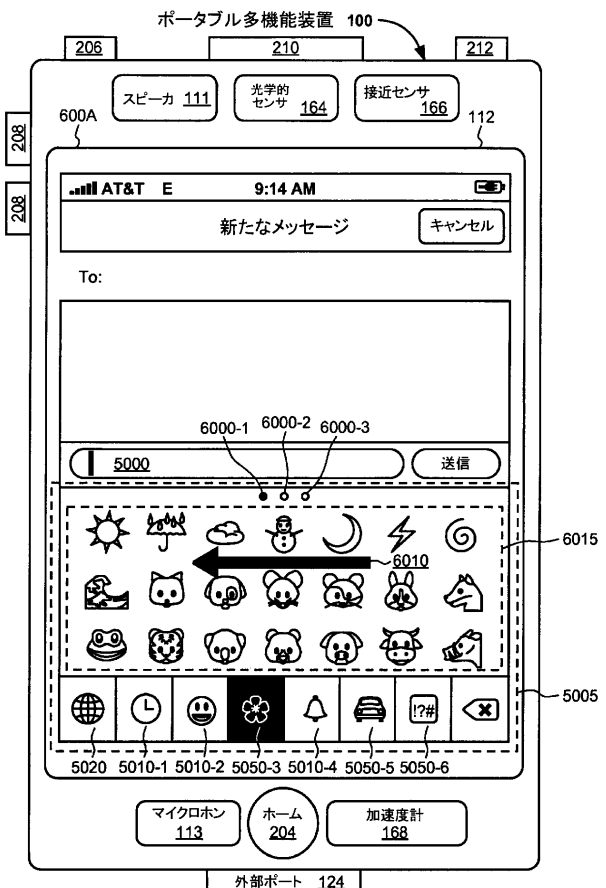 ポータブル多機能装置 100
206
210
212
スピーカ 111
光学的
センサ 164
接近センサ
166
600A
112
208
208
AT&T E 9:14 AM
新たなメッセージ
キャンセル
To:
6000-1
6000-2
6000-3
5000
送信
6015
6010
5005
!?#
5020
5010-1
5010-2
5050-3
5010-4
5050-5
5050-6
マイクロホン
113
ホーム
204
加速度計
168
外部ポート 124